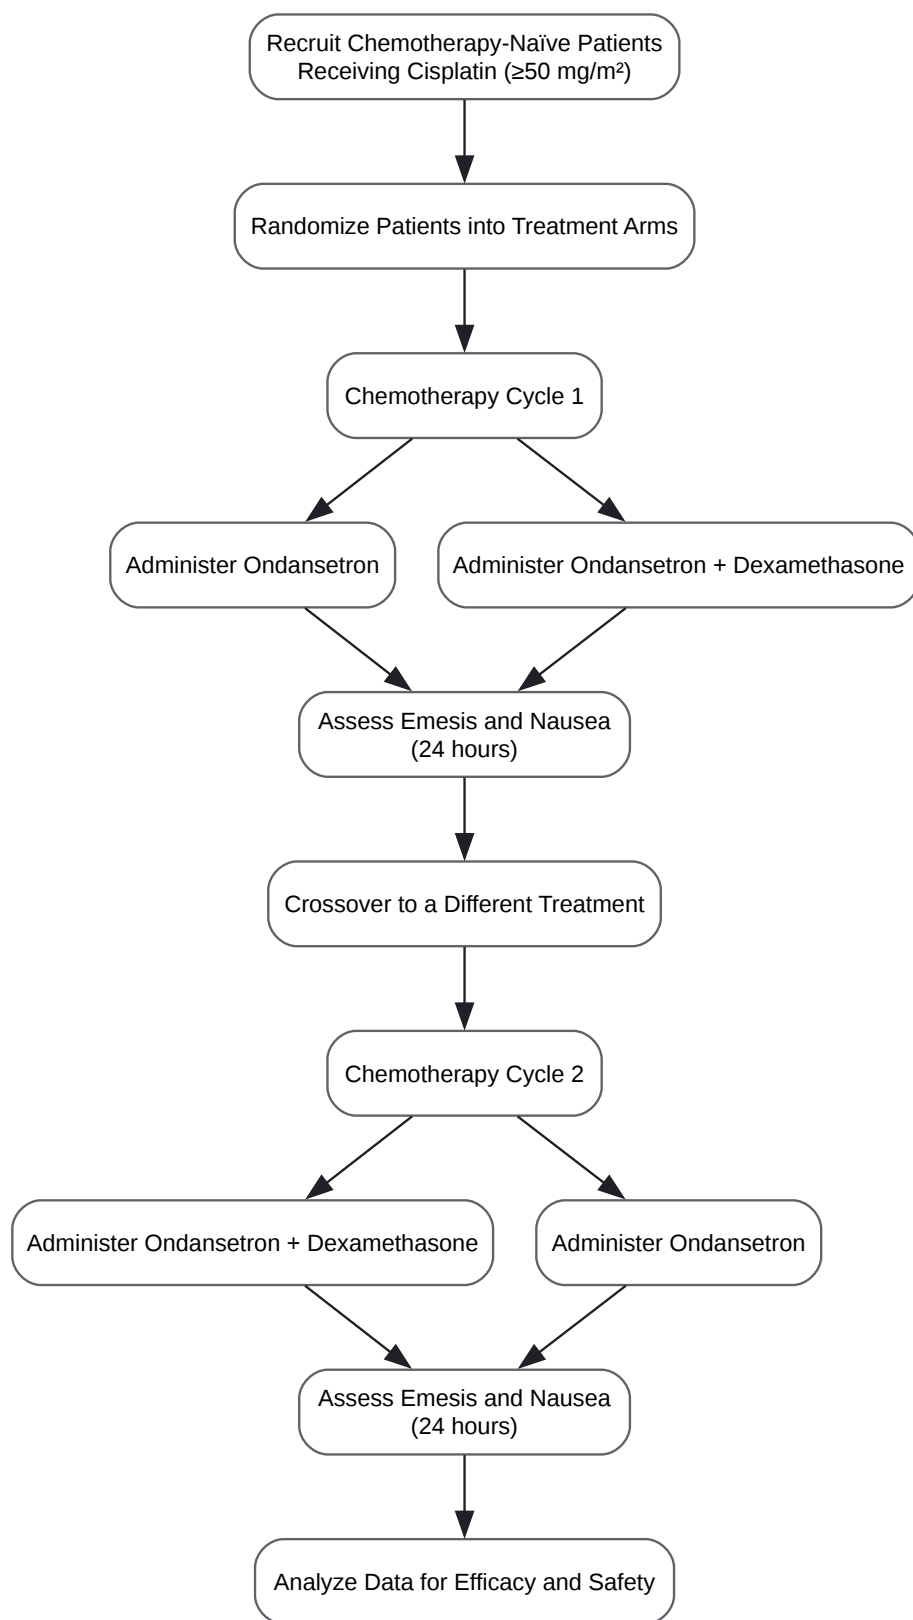 Recruit Chemotherapy-Naïve Patients
Receiving Cisplatin (≥50 mg/m²)
Randomize Patients into Treatment Arms
Chemotherapy Cycle 1
Administer Ondansetron
Administer Ondansetron + Dexamethasone
Assess Emesis and Nausea
(24 hours)
Crossover to a Different Treatment
Chemotherapy Cycle 2
Administer Ondansetron + Dexamethasone
Administer Ondansetron
Assess Emesis and Nausea
(24 hours)
Analyze Data for Efficacy and Safety